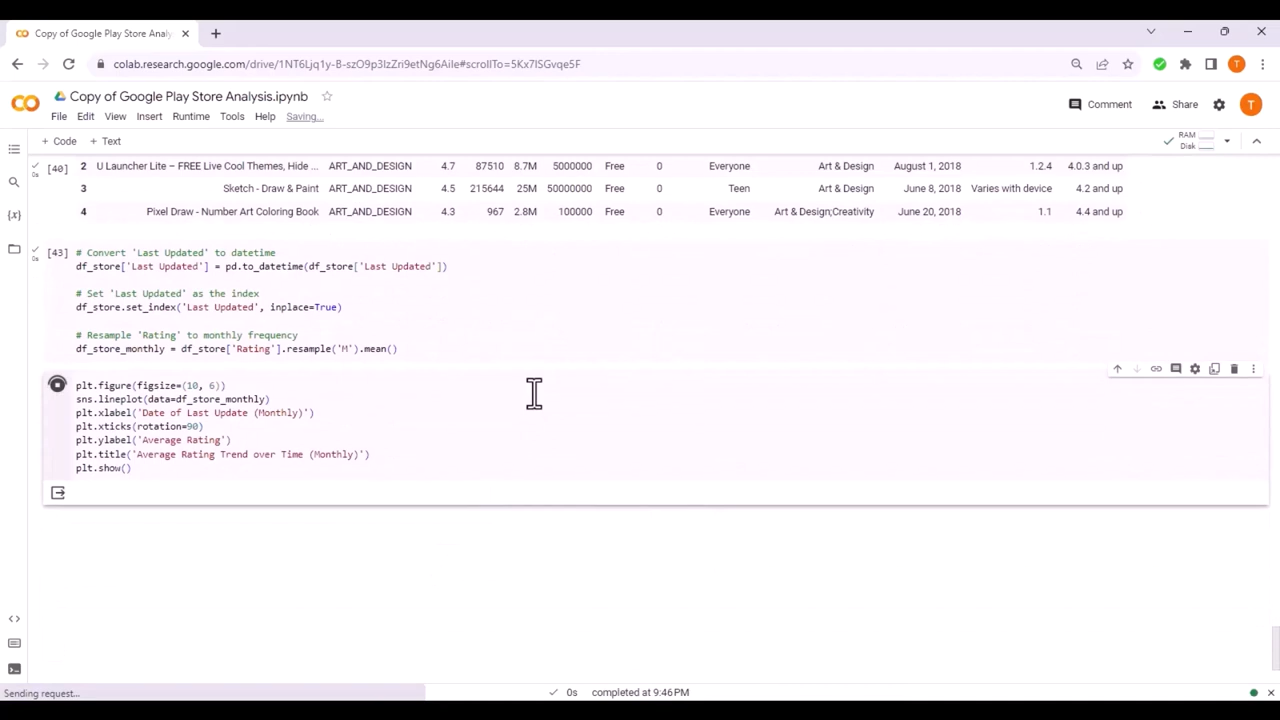 Copy of Google Play Store Analy
colab.research.google.com/drive/1NT6Ljq1y-B-szO9p3IzZri9etNg6AiIe#scrollTo=5Kx7ISGvqe5F
T
Copy of Google Play Store Analysis.ipynb
Comment
Share
T
File Edit View Insert Runtime Tools Help Saving...
+ Code + Text
RAM
Disk
[40] 2 U Launcher Lite – FREE Live Cool Themes, Hide ... ART_AND_DESIGN 4.7 87510 8.7M 5000000 Free 0 Everyone Art & Design August 1, 2018 1.2.4 4.0.3 and up
0s
3 Sketch - Draw & Paint ART_AND_DESIGN 4.5 215644 25M 50000000 Free 0 Teen Art & Design June 8, 2018 Varies with device 4.2 and up
{x}
4 Pixel Draw - Number Art Coloring Book ART_AND_DESIGN 4.3 967 2.8M 100000 Free 0 Everyone Art & Design;Creativity June 20, 2018 1.1 4.4 and up
[43] # Convert 'Last Updated' to datetime
0s
df_store['Last Updated'] = pd.to_datetime(df_store['Last Updated'])
# Set 'Last Updated' as the index
df_store.set_index('Last Updated', inplace=True)
# Resample 'Rating' to monthly frequency
df_store_monthly = df_store['Rating'].resample('M').mean()
plt.figure(figsize=(10, 6))
sns.lineplot(data=df_store_monthly)
plt.xlabel('Date of Last Update (Monthly)')
plt.xticks(rotation=90)
plt.ylabel('Average Rating')
plt.title('Average Rating Trend over Time (Monthly)')
plt.show()
Sending request...
0s completed at 9:46 PM